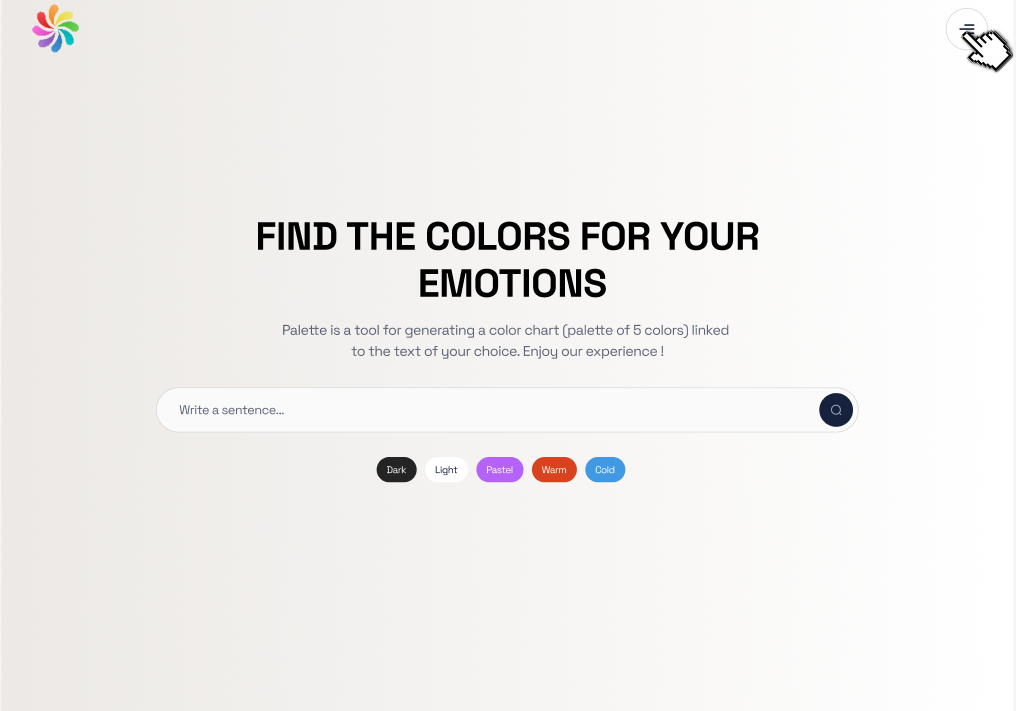 FIND THE COLORS FOR YOUR
EMOTIONS
Palette is a tool for generating a color chart (palette of 5 colors) linked
to the text of your choice. Enjoy our experience !
Write a sentence...
Dark Light Pastel Warm Cold